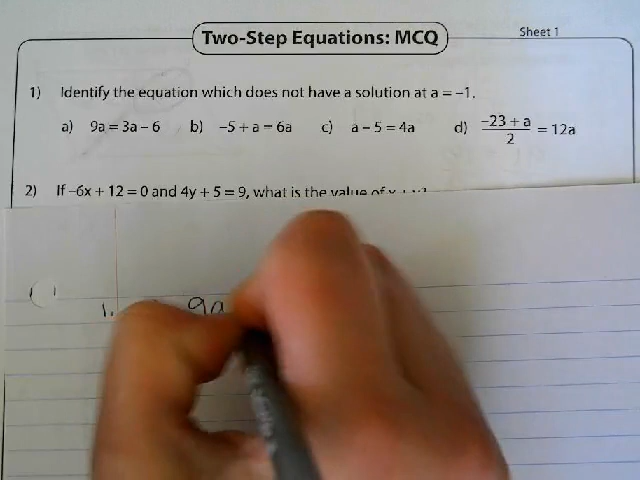 Two-Step Equations: MCQ
Sheet 1
1) Identify the equation which does not have a solution at a = –1.
a) 9a = 3a – 6 b) –5 + a = 6a c) a – 5 = 4a d) –23 + a / 2 = 12a
2) If –6x + 12 = 0 and 4y + 5 = 9, what is the value of
1. 9a